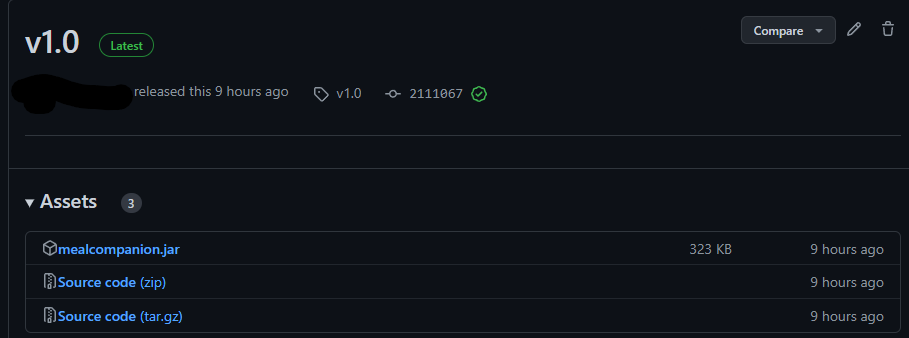 v1.0 Latest Compare
released this 9 hours ago v1.0 2111067
Assets 3
mealcompanion.jar 323 KB 9 hours ago
Source code (zip) 9 hours ago
Source code (tar.gz) 9 hours ago